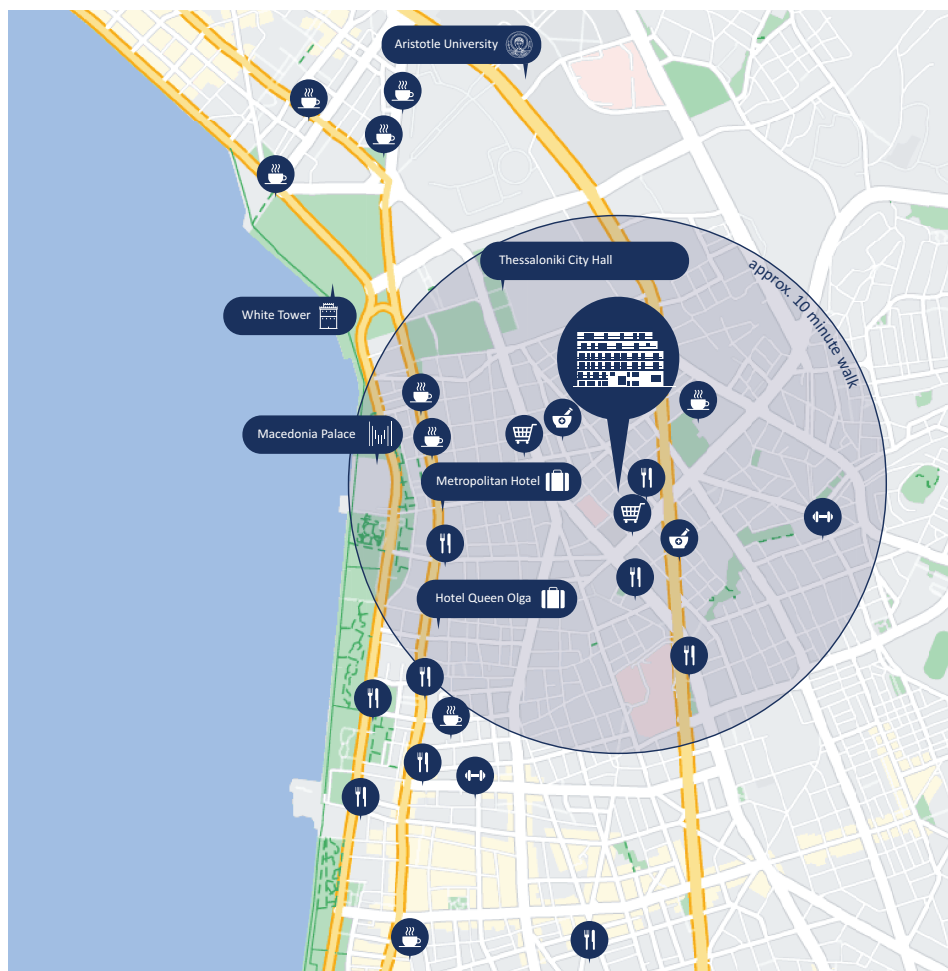 Aristotle University
Thessaloniki City Hall
approx. 10 minute walk
White Tower
Macedonia Palace
Metropolitan Hotel
Hotel Queen Olga